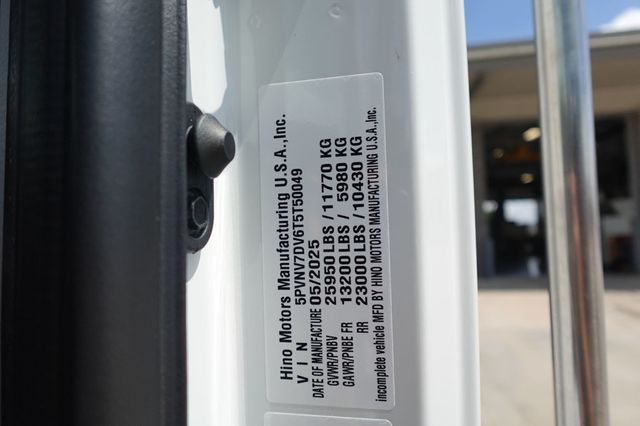 Hino Motors Manufacturing U.S.A.,Inc.
VIN 5PVNV7DV6T5T50049
DATE OF MANUFACTURE 05/2025
GVWR/PNBV 25950 LBS / 11770 KG
GAWR/PNBE FR 13200 LBS / 5980 KG
RR 23000 LBS / 10430 KG
incomplete vehicle MFD BY HINO MOTORS MANUFACTURING U.S.A.,Inc.